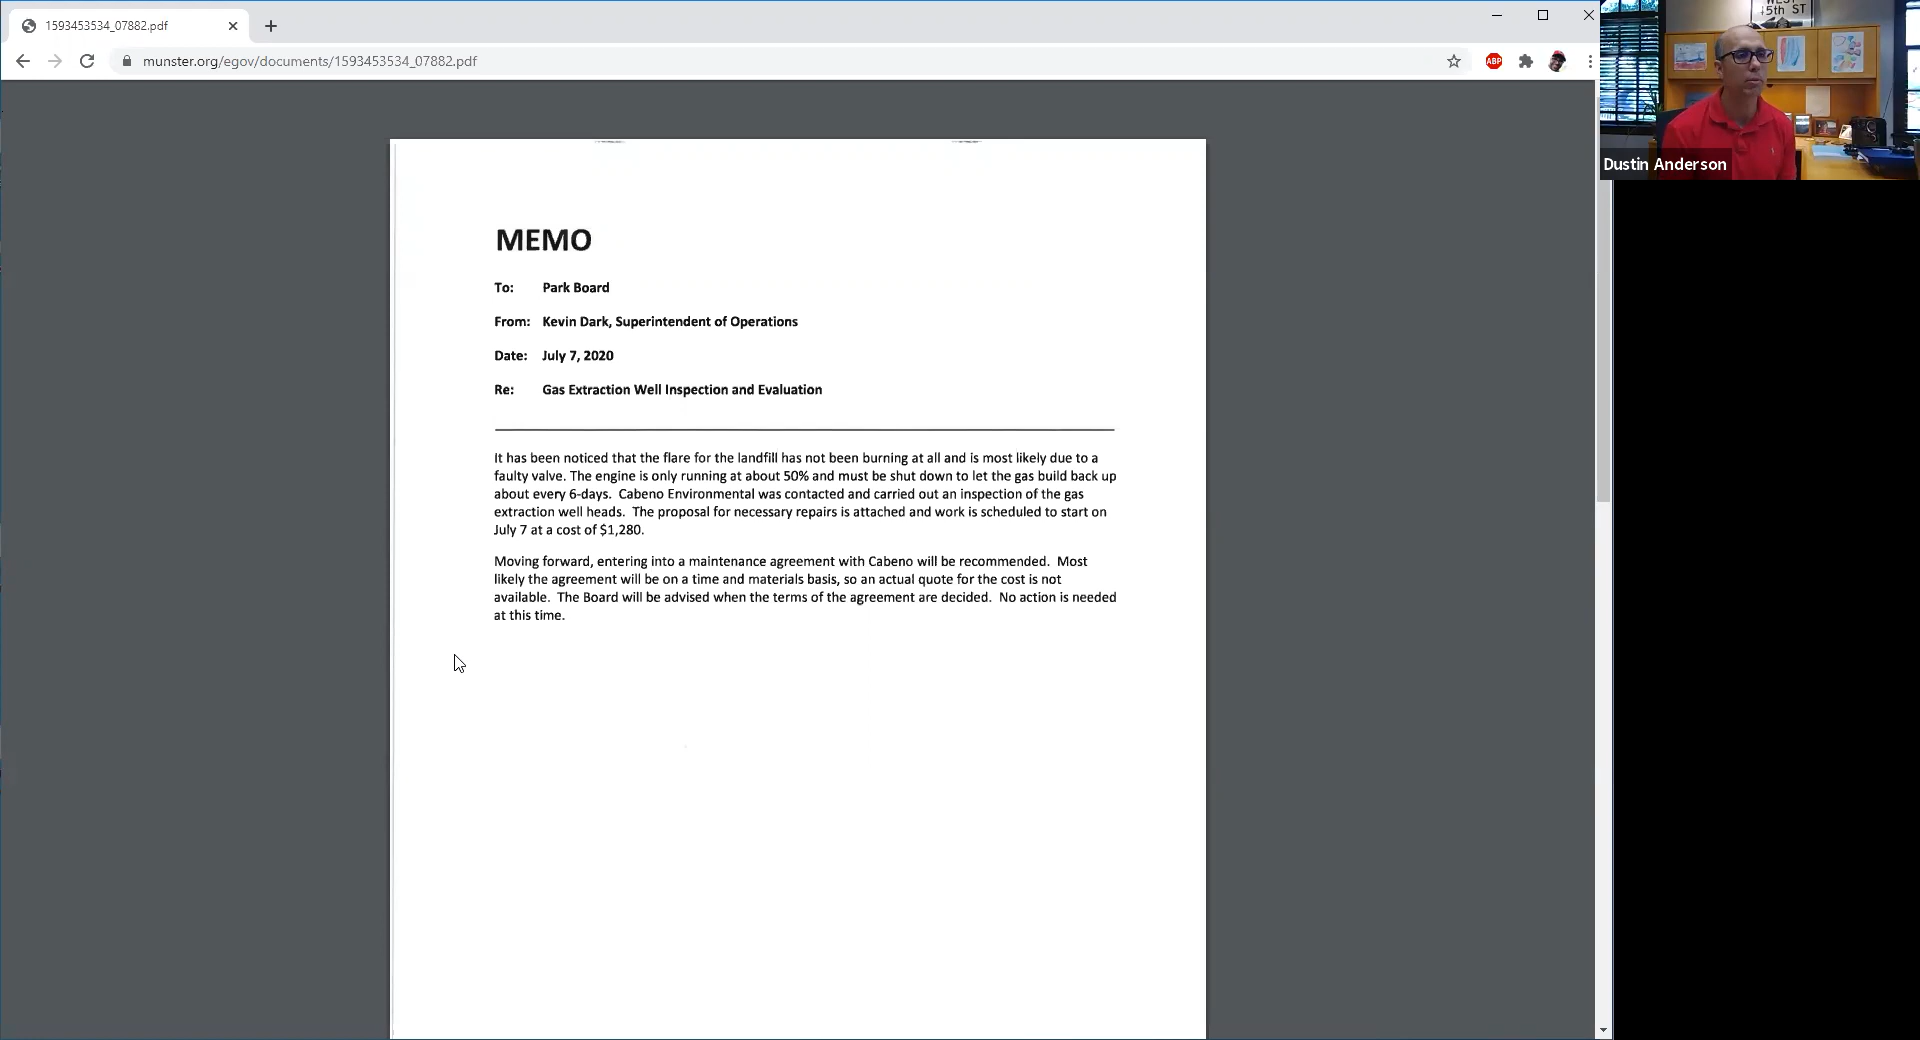 1593453534_07882.pdf
munster.org/egov/documents/1593453534_07882.pdf
ABP
WEST
45th ST
Dustin Anderson
MEMO
To: Park Board
From: Kevin Dark, Superintendent of Operations
Date: July 7, 2020
Re: Gas Extraction Well Inspection and Evaluation
It has been noticed that the flare for the landfill has not been burning at all and is most likely due to a
faulty valve. The engine is only running at about 50% and must be shut down to let the gas build back up
about every 6-days. Cabeno Environmental was contacted and carried out an inspection of the gas
extraction well heads. The proposal for necessary repairs is attached and work is scheduled to start on
July 7 at a cost of $1,280.
Moving forward, entering into a maintenance agreement with Cabeno will be recommended. Most
likely the agreement will be on a time and materials basis, so an actual quote for the cost is not
available. The Board will be advised when the terms of the agreement are decided. No action is needed
at this time.